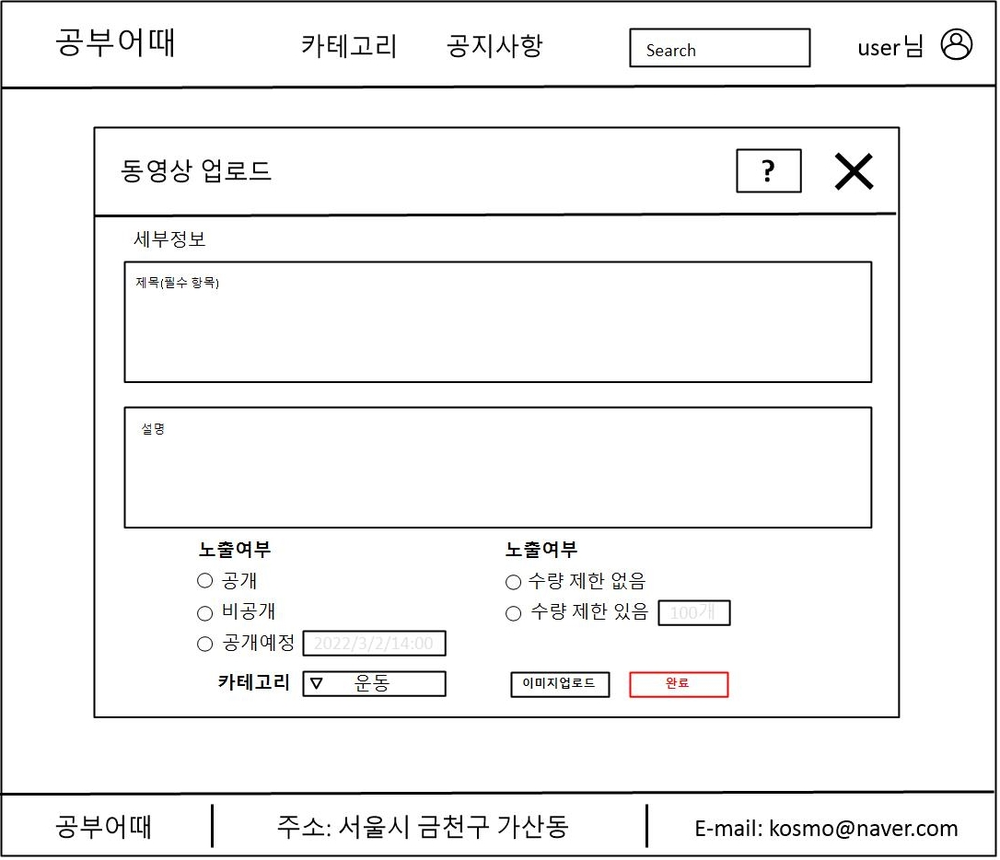 공부어때
카테고리
공지사항
Search
user님
동영상 업로드
?
세부정보
제목(필수 항목)
설명
노출여부
공개
비공개
공개예정
2022/3/2/14:00
카테고리
운동
노출여부
수량 제한 없음
수량 제한 있음
100개
이미지업로드
완료
공부어때
주소: 서울시 금천구 가산동
E-mail: kosmo@naver.com